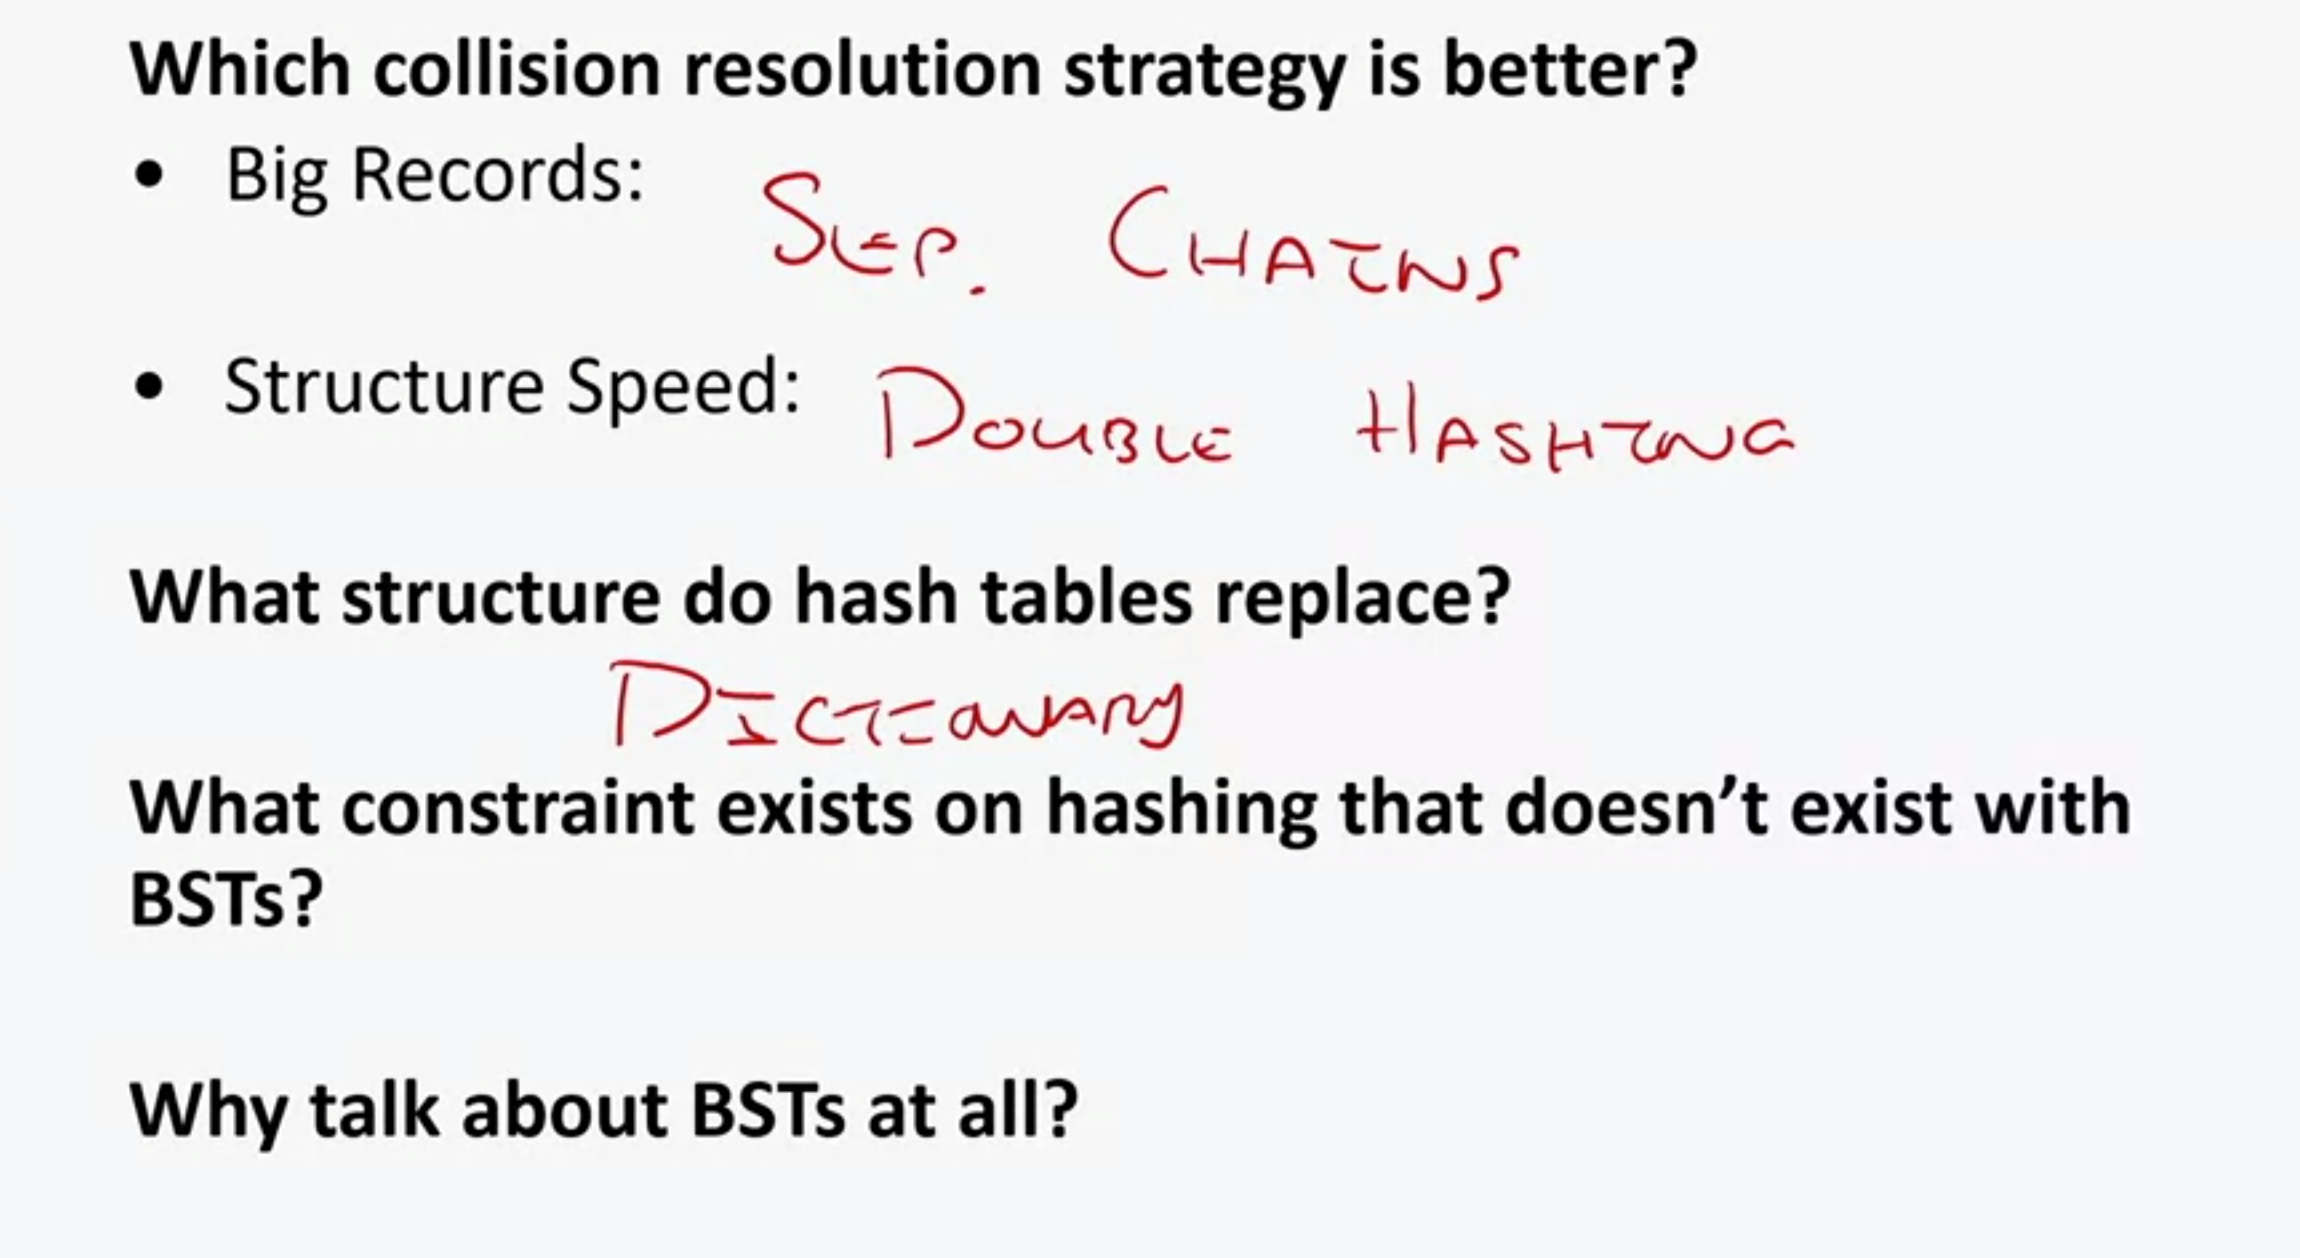 Which collision resolution strategy is better?
• Big Records: SEP. CHAINS
• Structure Speed: DOUBLE HASHING
What structure do hash tables replace?
DICTIONARY
What constraint exists on hashing that doesn’t exist with
BSTs?
Why talk about BSTs at all?